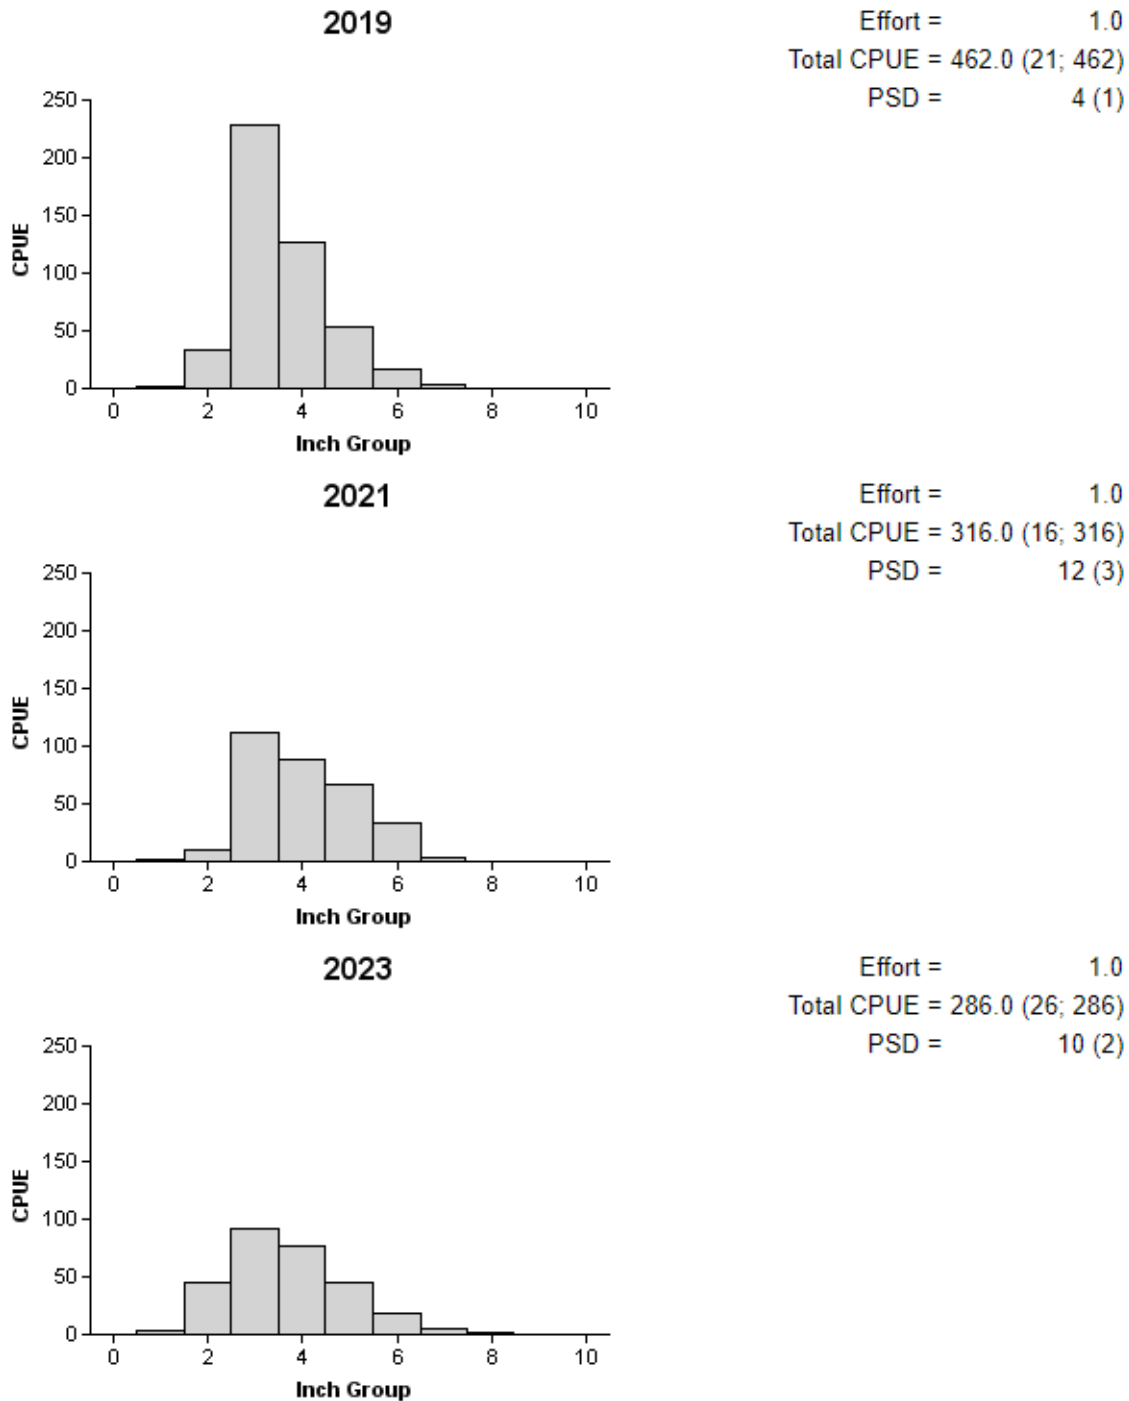 2019
Effort = 1.0
Total CPUE = 462.0 (21; 462)
PSD = 4 (1)
250
200
150
100
50
0
CPUE
0 2 4 6 8 10
Inch Group
2021
Effort = 1.0
Total CPUE = 316.0 (16; 316)
PSD = 12 (3)
250
200
150
100
50
0
CPUE
0 2 4 6 8 10
Inch Group
2023
Effort = 1.0
Total CPUE = 286.0 (26; 286)
PSD = 10 (2)
250
200
150
100
50
0
CPUE
0 2 4 6 8 10
Inch Group